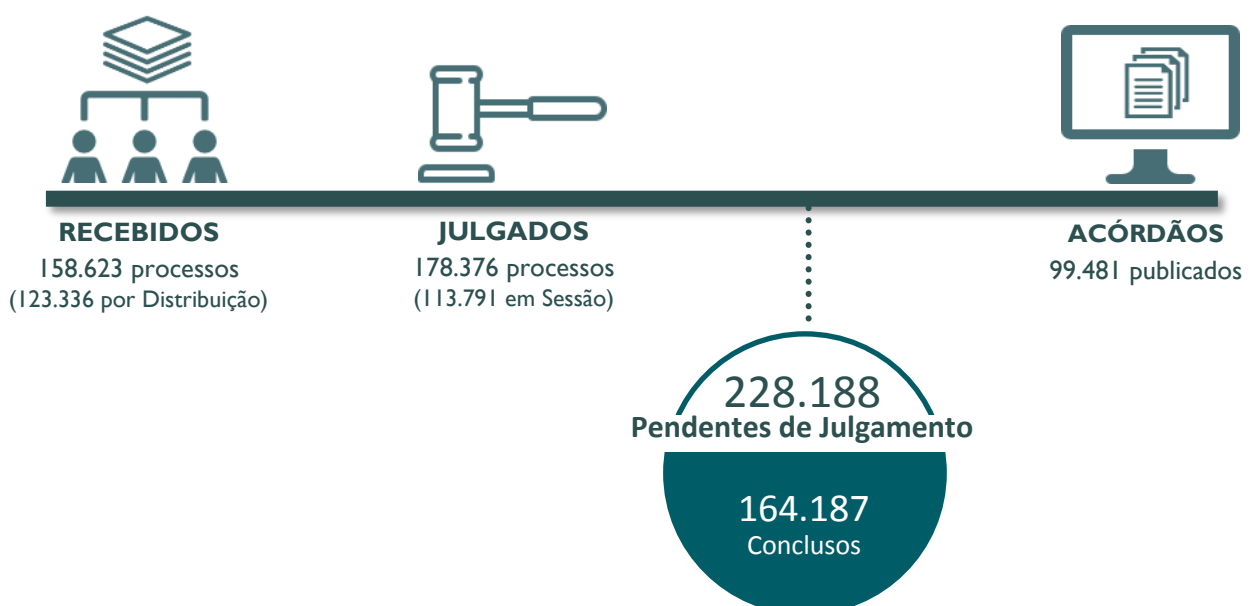 RECEBIDOS
158.623 processos
(123.336 por Distribuição)
JULGADOS
178.376 processos
(113.791 em Sessão)
ACÓRDÃOS
99.481 publicados
228.188
Pendentes de Julgamento
164.187
Conclusos